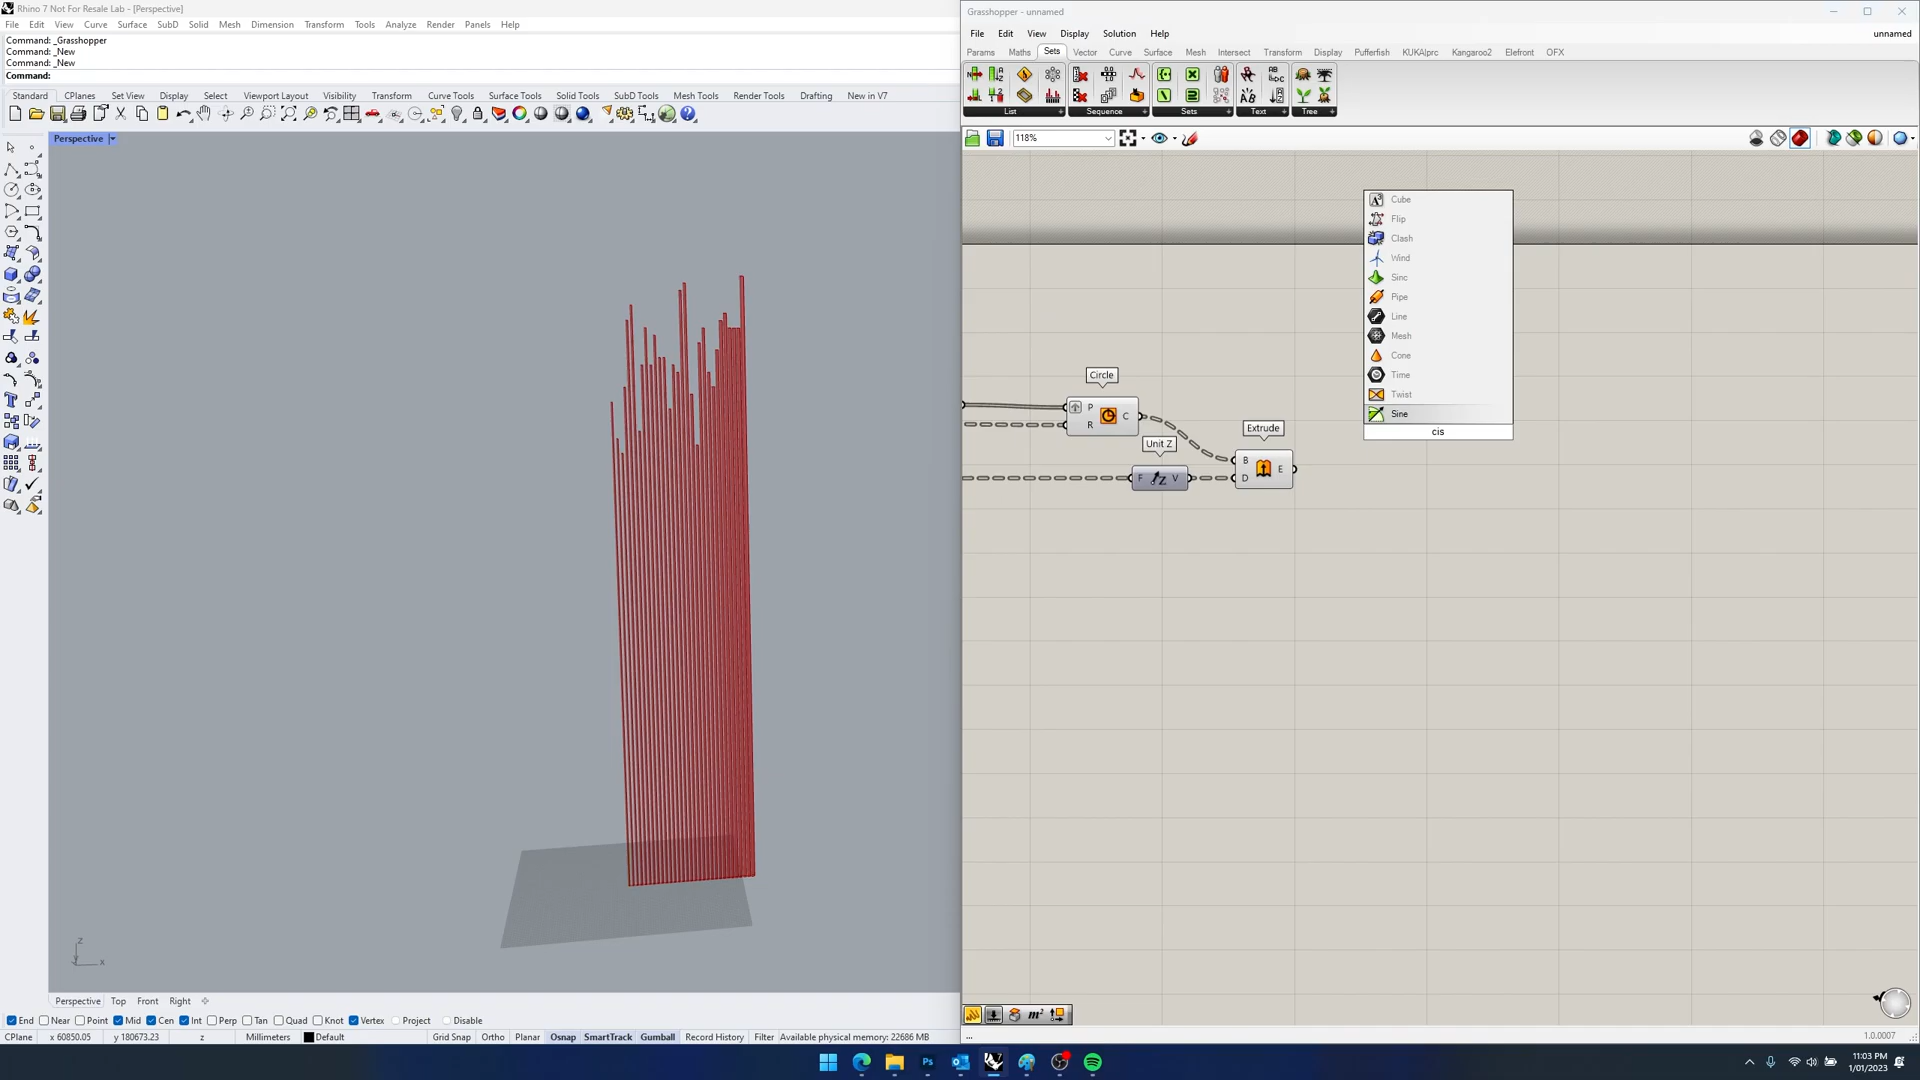 Rhino 7 Not For Resale Lab - [Perspective]
File Edit View Curve Surface SubD Solid Mesh Dimension Transform Tools Analyze Render Panels Help
Command: _Grasshopper
Command: _New
Command: _New
Command:
Standard CPlanes Set View Display Select Viewport Layout Visibility Transform Curve Tools Surface Tools Solid Tools SubD Tools Mesh Tools Render Tools Drafting New in V7
Perspective
z
x
Perspective Top Front Right
End Near Point Mid Cen Int Perp Tan Quad Knot Vertex Project Disable
CPlane x 60850.05 y 180673.23 z Millimeters Default Grid Snap Ortho Planar Osnap SmartTrack Gumball Record History Filter Available physical memory: 22686 MB
Grasshopper - unnamed
File Edit View Display Solution Help unnamed
Params Maths Sets Vector Curve Surface Mesh Intersect Transform Display Pufferfish KUKA|prc Kangaroo2 Elefront OFX
List Sequence Sets Text Tree
118%
Cube
Flip
Clash
Wind
Sinc
Pipe
Line
Mesh
Cone
Time
Twist
Sine
cis
Circle
P
R
C
Unit Z
F Z V
Extrude
B
D
E
m²
...
1.0.0007
11:03 PM
1/01/2023